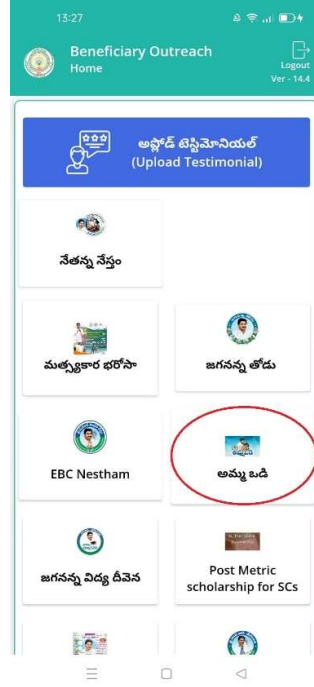 13:27
Beneficiary Outreach
Home
Logout
Ver - 14.4
అప్లోడ్ టెస్టిమోనియల్
(Upload Testimonial)
నేతన్న నేస్తం
మత్స్యకార భరోసా
జగనన్న తోడు
EBC Nestham
అమ్మ ఒడి
జగనన్న విద్య దీవెన
Post Metric
scholarship for SCs